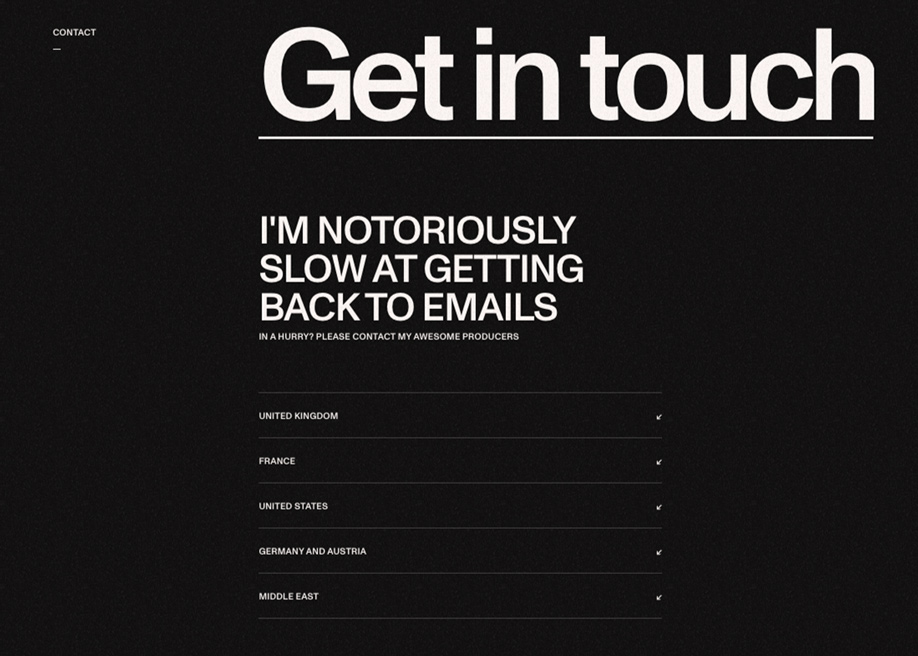 CONTACT
Get in touch
I'M NOTORIOUSLY
SLOW AT GETTING
BACK TO EMAILS
IN A HURRY? PLEASE CONTACT MY AWESOME PRODUCERS
UNITED KINGDOM
FRANCE
UNITED STATES
GERMANY AND AUSTRIA
MIDDLE EAST